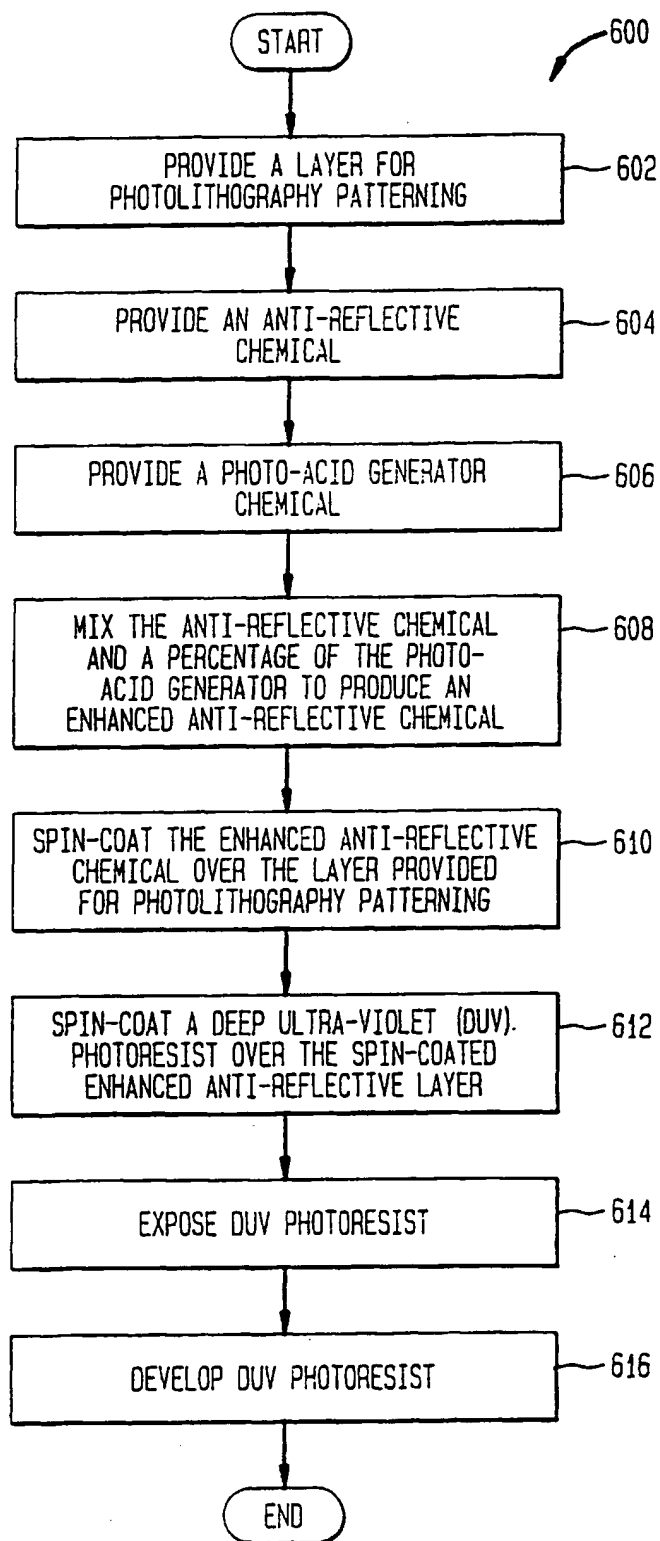 START
600
PROVIDE A LAYER FOR
PHOTOLITHOGRAPHY PATTERNING
602
PROVIDE AN ANTI-REFLECTIVE
CHEMICAL
604
PROVIDE A PHOTO-ACID GENERATOR
CHEMICAL
606
MIX THE ANTI-REFLECTIVE CHEMICAL
AND A PERCENTAGE OF THE PHOTO-
ACID GENERATOR TO PRODUCE AN
ENHANCED ANTI-REFLECTIVE CHEMICAL
608
SPIN-COAT THE ENHANCED ANTI-REFLECTIVE
CHEMICAL OVER THE LAYER PROVIDED
FOR PHOTOLITHOGRAPHY PATTERNING
610
SPIN-COAT A DEEP ULTRA-VIOLET (DUV).
PHOTORESIST OVER THE SPIN-COATED
ENHANCED ANTI-REFLECTIVE LAYER
612
EXPOSE DUV PHOTORESIST
614
DEVELOP DUV PHOTORESIST
616
END